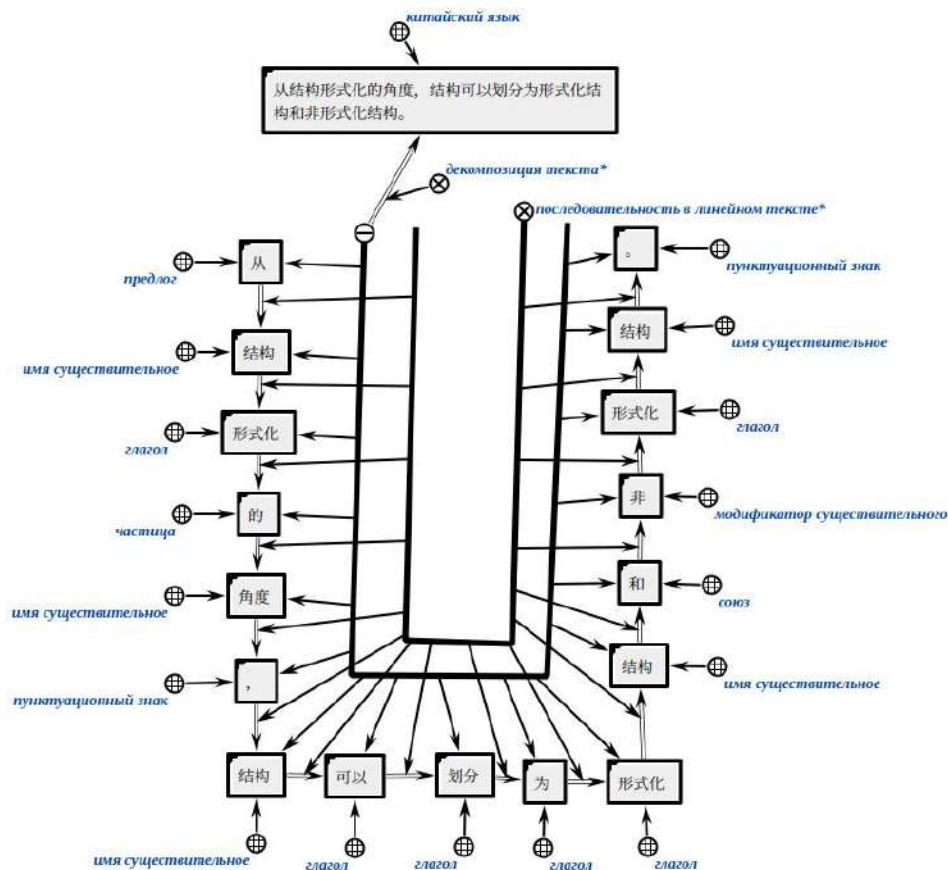 китайский язык
从结构形式化的角度，结构可以划分为形式化结
构和非形式化结构。
декомпозиция текста*
последовательность в линейном тексте*
从
предлог
结构
имя существительное
形式化
глагол
的
частица
角度
имя существительное
，
пунктуационный знак
结构
имя существительное
可以
глагол
划分
глагол
为
глагол
形式化
глагол
结构
имя существительное
和
союз
非
модификатор существительного
形式化
глагол
结构
имя существительное
。
пунктуационный знак